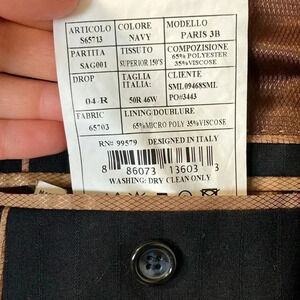 ARTICOLO COLORE MODELLO
S65713 NAVY PARIS 3B
PARTITA TISSUTO COMPOZISIONE
SAG001 SUPERIOR 150'S 65% POLYESTER
35%VISCOSE
DROP TAGLIA CLIENTE
ITALIA: SML09468SML
04-R 50R 46W PO#3443
FABRIC LINING/DOUBLURE
65703 65%MICRO POLY 35%VISCOSE
RN# 99579 DESIGNED IN ITALY
8 86073 13603 3
WASHING: DRY CLEAN ONLY